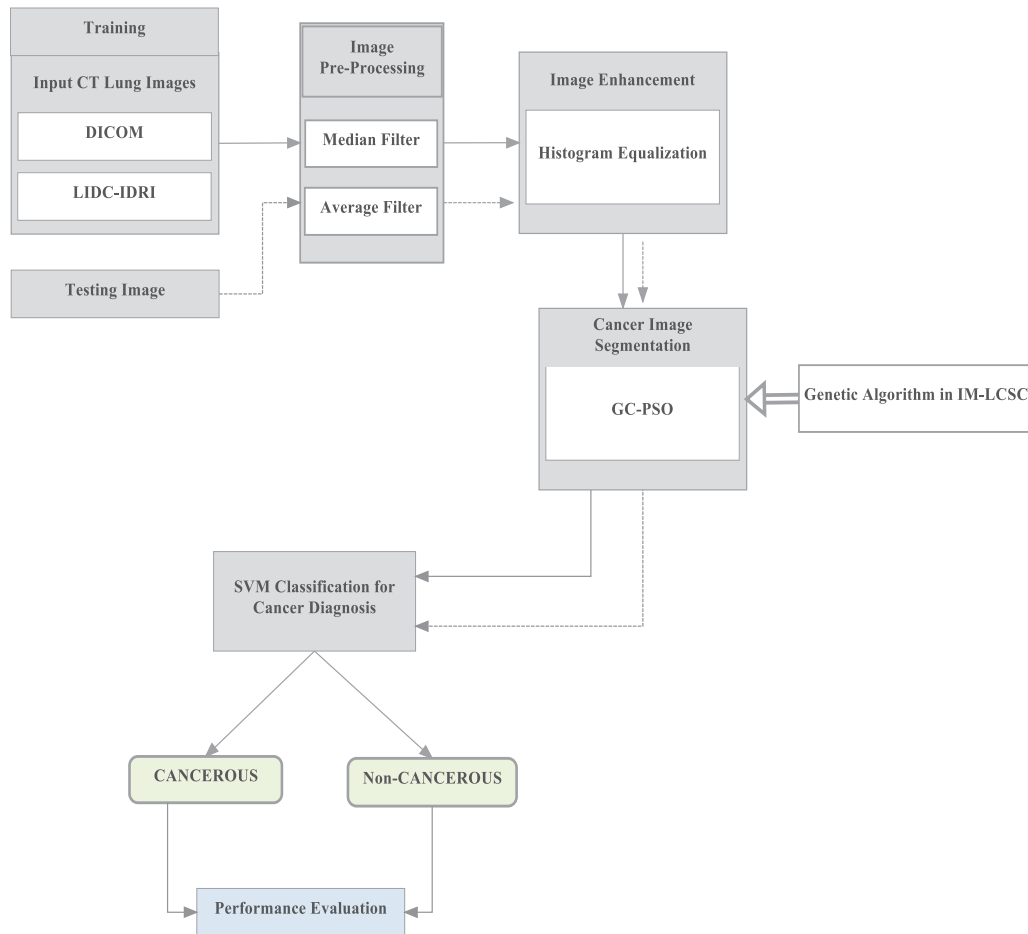 Training
Input CT Lung Images
DICOM
LIDC-IDRI
Testing Image
Image
Pre-Processing
Median Filter
Average Filter
Image Enhancement
Histogram Equalization
Cancer Image
Segmentation
GC-PSO
Genetic Algorithm in IM-LCSC
SVM Classification for
Cancer Diagnosis
CANCEROUS
Non-CANCEROUS
Performance Evaluation